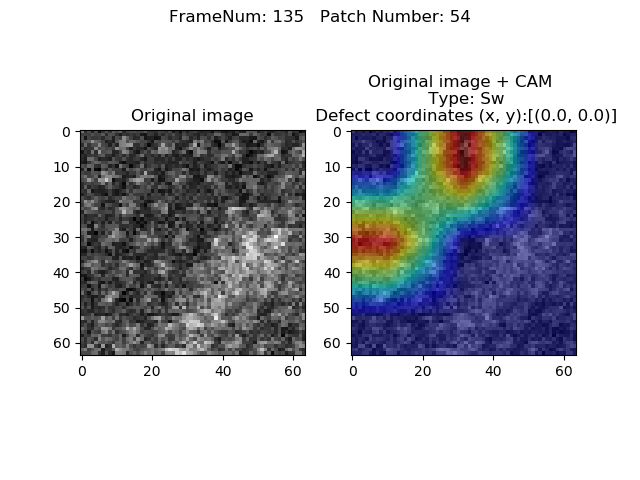 FrameNum: 135   Patch Number: 54
Original image
0
10
20
30
40
50
60
0 20 40 60
Original image + CAM
Type: Sw
Defect coordinates (x, y):[(0.0, 0.0)]
0
10
20
30
40
50
60
0 20 40 60